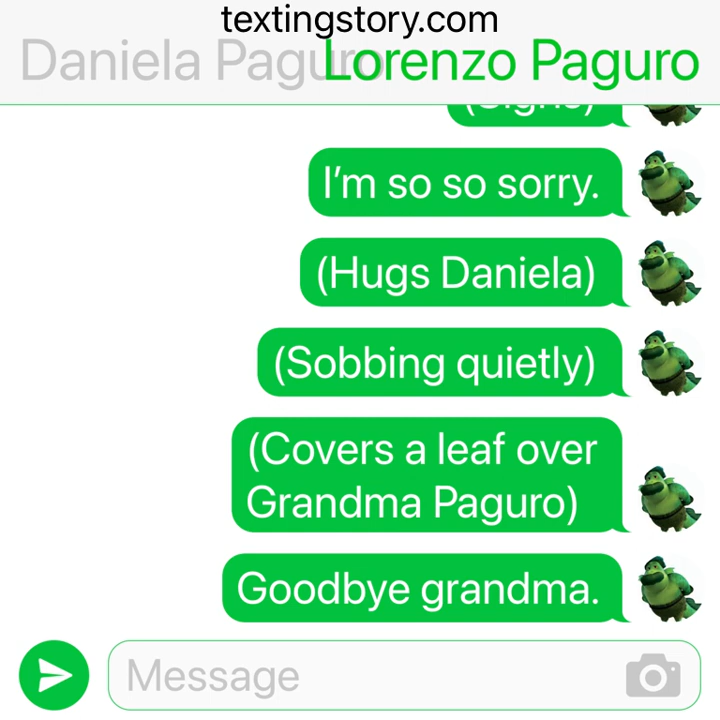 textingstory.com
Daniela Paguro
Lorenzo Paguro
I'm so so sorry.
(Hugs Daniela)
(Sobbing quietly)
(Covers a leaf over
Grandma Paguro)
Goodbye grandma.
Message